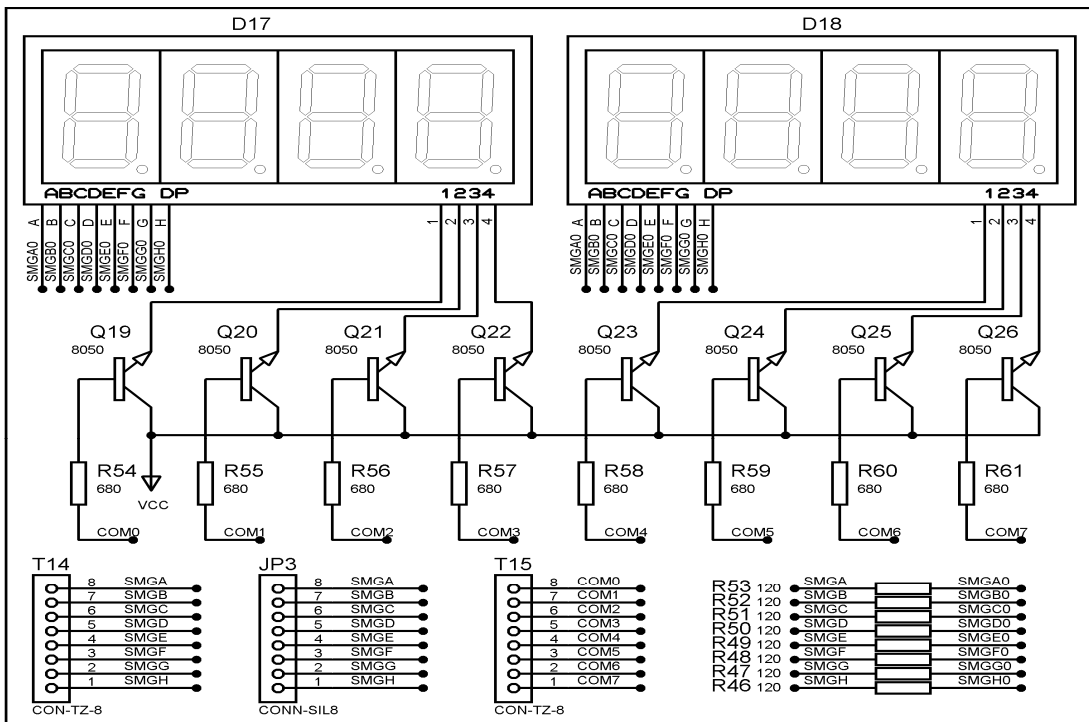 D17 D18
ABCDEFG DP 1234 ABCDEFG DP 1234
A B C D E F G H 1 2 3 4 A B C D E F G H 1 2 3 4
SMGA0 SMGB0 SMGC0 SMGD0 SMGE0 SMGF0 SMGG0 SMGH0 SMGA0 SMGB0 SMGC0 SMGD0 SMGE0 SMGF0 SMGG0 SMGH0
Q19 Q20 Q21 Q22 Q23 Q24 Q25 Q26
8050 8050 8050 8050 8050 8050 8050 8050
R54 R55 R56 R57 R58 R59 R60 R61
680 680 680 680 680 680 680 680
VCC
COM0 COM1 COM2 COM3 COM4 COM5 COM6 COM7
T14 JP3 T15
8 SMGA 8 SMGA 8 COM0 R53 120 SMGA SMGA0
7 SMGB 7 SMGB 7 COM1 R52 120 SMGB SMGB0
6 SMGC 6 SMGC 6 COM2 R51 120 SMGC SMGC0
5 SMGD 5 SMGD 5 COM3 R50 120 SMGD SMGD0
4 SMGE 4 SMGE 4 COM4 R49 120 SMGE SMGE0
3 SMGF 3 SMGF 3 COM5 R48 120 SMGF SMGF0
2 SMGG 2 SMGG 2 COM6 R47 120 SMGG SMGG0
1 SMGH 1 SMGH 1 COM7 R46 120 SMGH SMGH0
CON-TZ-8 CONN-SIL8 CON-TZ-8